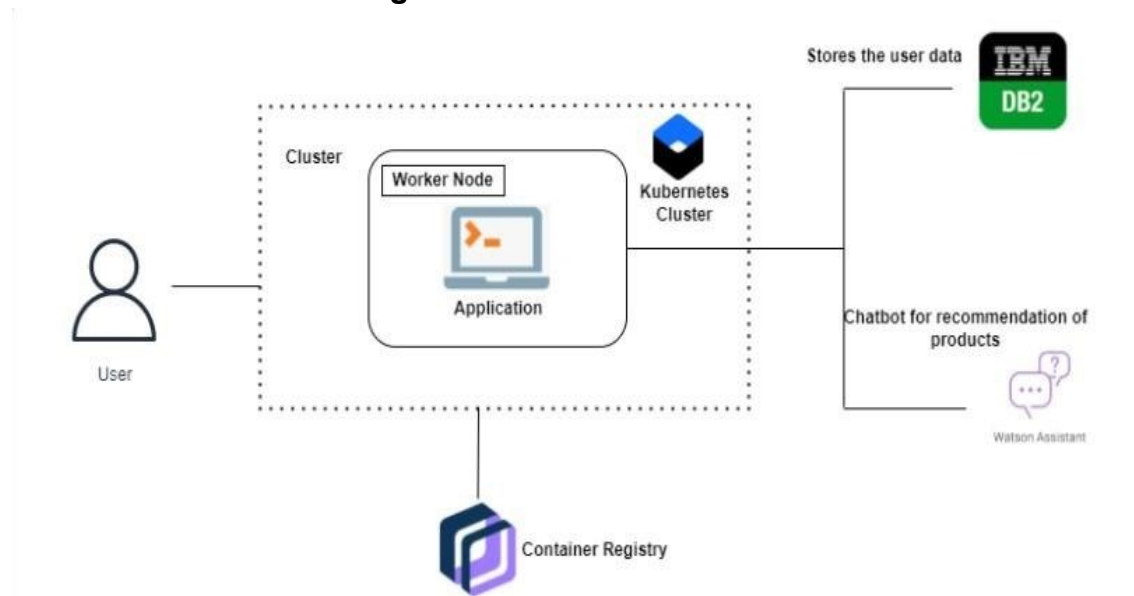 Stores the user data
IBM
DB2
Cluster
Worker Node
Kubernetes
Cluster
Application
User
Chatbot for recommendation of
products
Watson Assistant
Container Registry